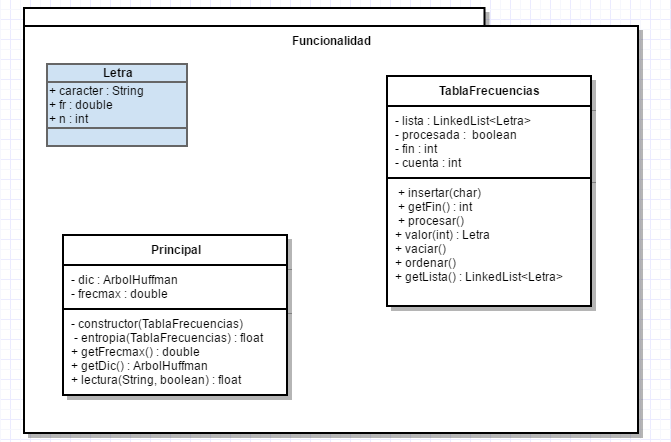 Funcionalidad
Letra
+ caracter : String
+ fr : double
+ n : int
TablaFrecuencias
- lista : LinkedList<Letra>
- procesada : boolean
- fin : int
- cuenta : int
+ insertar(char)
+ getFin() : int
+ procesar()
+ valor(int) : Letra
+ vaciar()
+ ordenar()
+ getLista() : LinkedList<Letra>
Principal
- dic : ArbolHuffman
- frecmax : double
- constructor(TablaFrecuencias)
- entropia(TablaFrecuencias) : float
+ getFrecmax() : double
+ getDic() : ArbolHuffman
+ lectura(String, boolean) : float